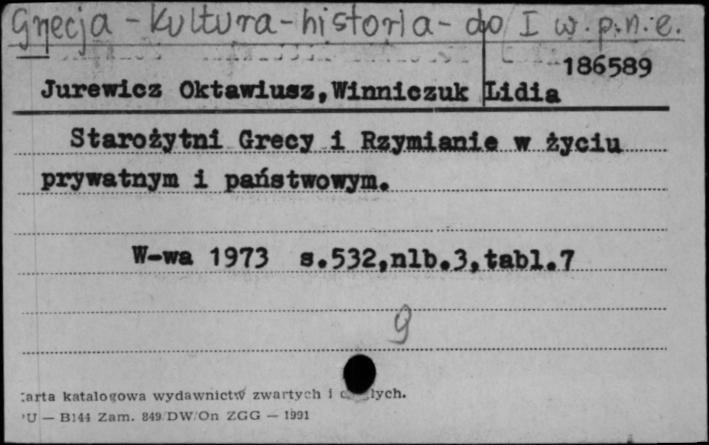 Grecja - kultura - historia - do I w. p.n.e.
186589
Jurewicz Oktawiusz,Winniczuk Lidia
Starożytni Grecy i Rzymianie w życiu
prywatnym i państwowym.
W-wa 1973 s.532,nlb.3,tabl.7
9
arta katalogowa wydawnictw zwartych i lych.
U — B144 Zam. 849/DW/On ZGG — 1991